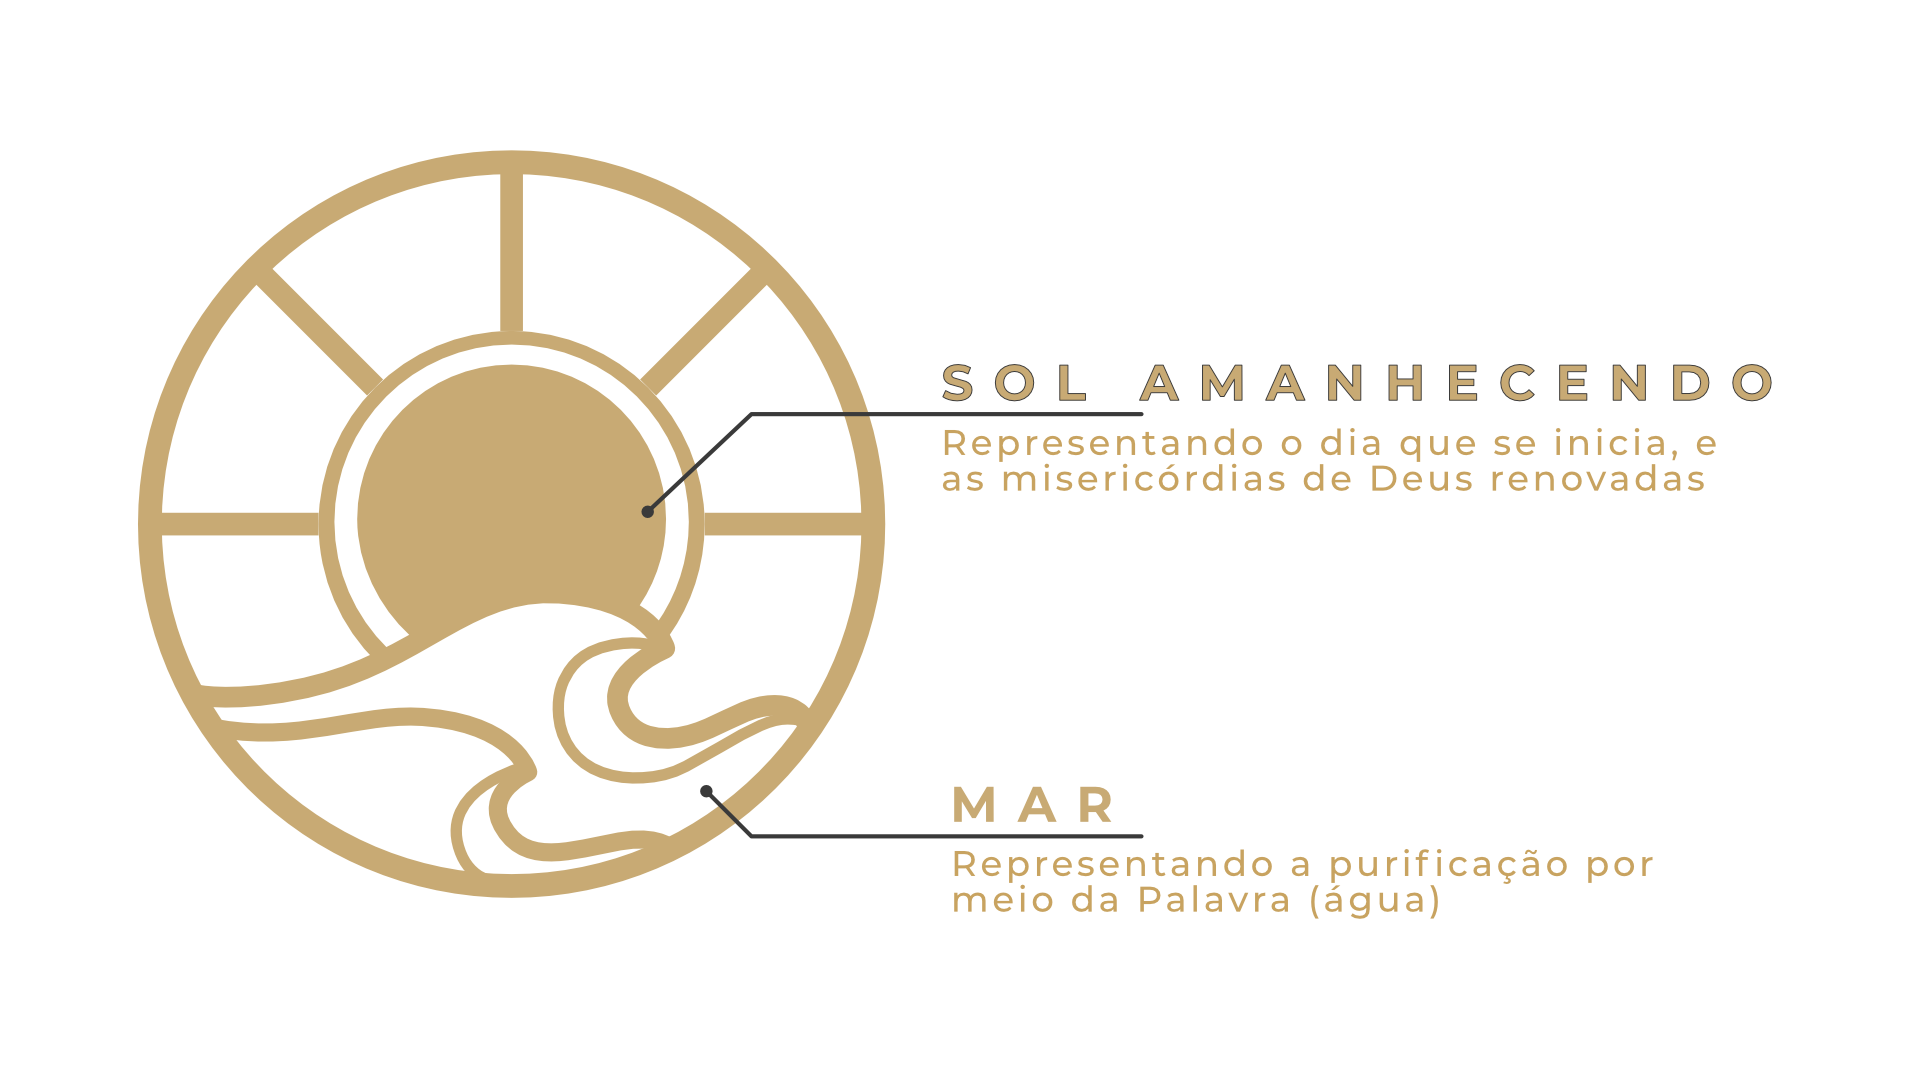 SOL AMANHECENDO
Representando o dia que se inicia, e
as misericórdias de Deus renovadas
MAR
Representando a purificação por
meio da Palavra (água)